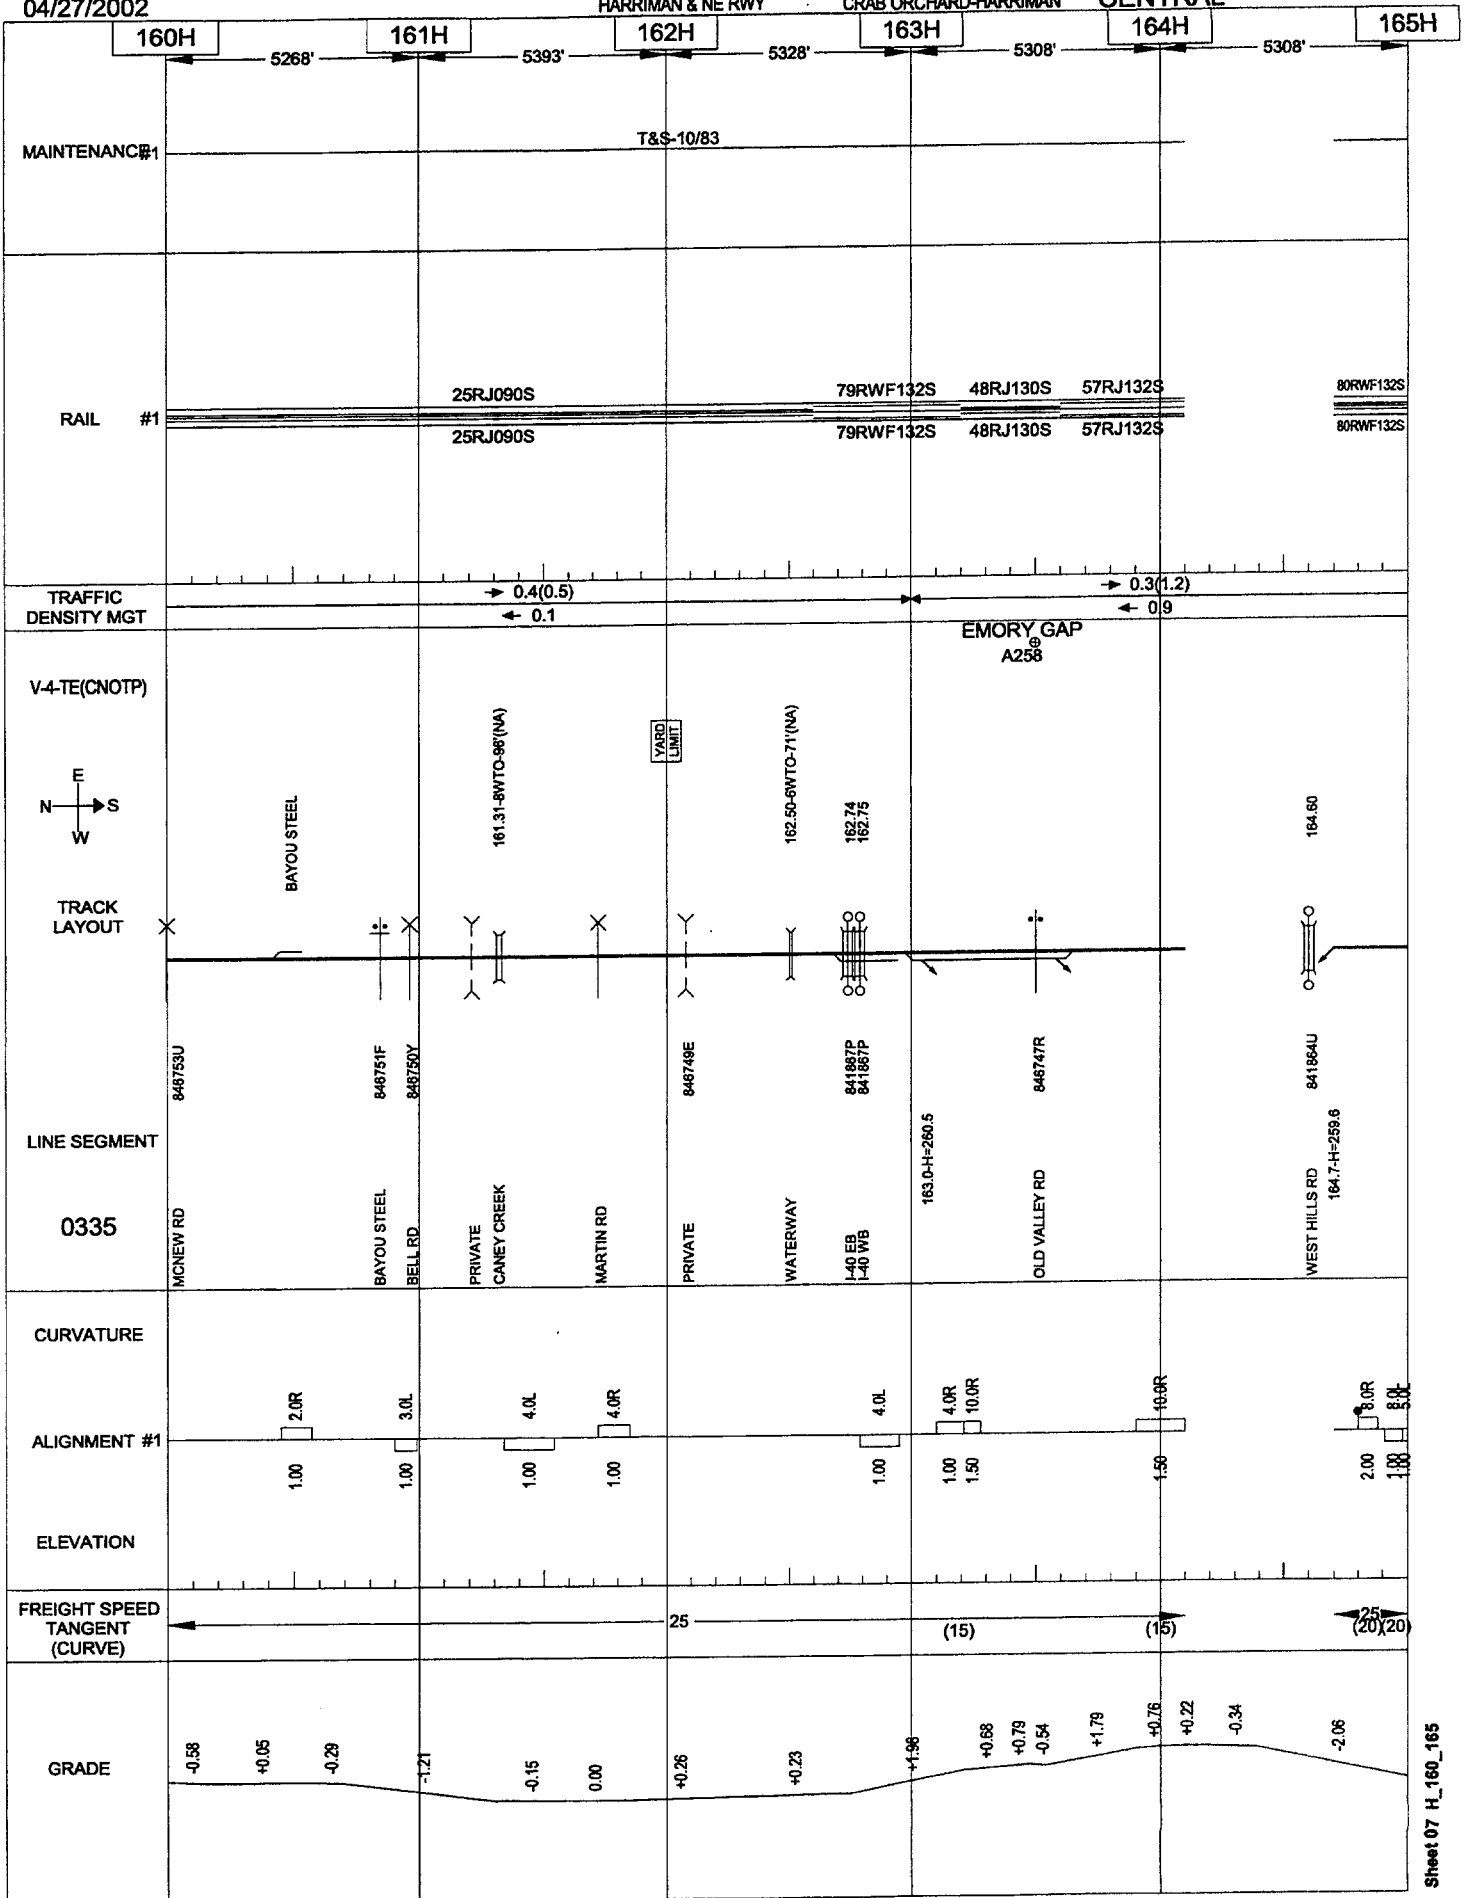 04/27/2002 HARRIMAN & NE RWY CRAB ORCHARD-HARRIMAN CENTRAL
160H 161H 162H 163H 164H 165H
5268' 5393' 5328' 5308' 5308'
MAINTENANCE #1 T&S-10/83
25RJ090S 79RWF132S 48RJ130S 57RJ132S 80RWF132S
RAIL #1
25RJ090S 79RWF132S 48RJ130S 57RJ132S 80RWF132S
TRAFFIC
DENSITY MGT
0.4(0.5) 0.3(1.2)
0.1 0.9
EMORY GAP
A258
V-4-TE(CNOTP)
E
N S
W
BAYOU STEEL
161.31-8WTO-96'(NA)
YARD
LIMIT
162.50-6WTO-71'(NA)
162.74
162.75
164.60
TRACK
LAYOUT
846753U
846751F
846750Y
846749E
841867P
841867P
846747R
841864U
LINE SEGMENT
0335
163.0-H=260.5
164.7-H=259.6
MCNEW RD
BAYOU STEEL
BELL RD
PRIVATE
CANEY CREEK
MARTIN RD
PRIVATE
WATERWAY
I-40 EB
I-40 WB
OLD VALLEY RD
WEST HILLS RD
CURVATURE
2.0R 3.0L 4.0L 4.0R 4.0L 4.0R 10.0R 10.0R 8.0R 8.0L 5.0L
ALIGNMENT #1
1.00 1.00 1.00 1.00 1.00 1.00 1.50 1.50 2.00 1.00 1.00
ELEVATION
FREIGHT SPEED
TANGENT
(CURVE)
25 25
(15) (15) (20)(20)
GRADE
-0.58 +0.05 -0.29 -1.21 -0.15 0.00 +0.26 +0.23 +1.98 +0.68 +0.79 -0.54 +1.79 +0.76 +0.22 -0.34 -2.06
Sheet 07 H_160_165